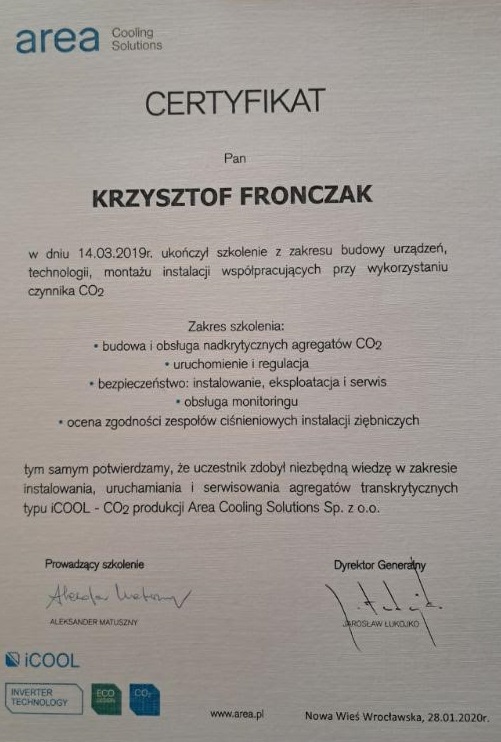 area Cooling
Solutions
CERTYFIKAT
Pan
KRZYSZTOF FRONCZAK
w dniu 14.03.2019r. ukończył szkolenie z zakresu budowy urządzeń,
technologii, montażu instalacji współpracujących przy wykorzystaniu
czynnika CO2
Zakres szkolenia:
• budowa i obsługa nadkrytycznych agregatów CO2
• uruchomienie i regulacja
• bezpieczeństwo: instalowanie, eksploatacja i serwis
• obsługa monitoringu
• ocena zgodności zespołów ciśnieniowych instalacji ziębniczych
tym samym potwierdzamy, że uczestnik zdobył niezbędną wiedzę w zakresie
instalowania, uruchamiania i serwisowania agregatów transkrytycznych
typu iCOOL - CO2 produkcji Area Cooling Solutions Sp. z o.o.
Prowadzący szkolenie
Dyrektor Generalny
ALEKSANDER MATUSZNY
JAROSŁAW ŁUKOJKO
iCOOL
INVERTER
TECHNOLOGY
ECO
DESIGN
CO2
www.area.pl
Nowa Wieś Wrocławska, 28.01.2020r.